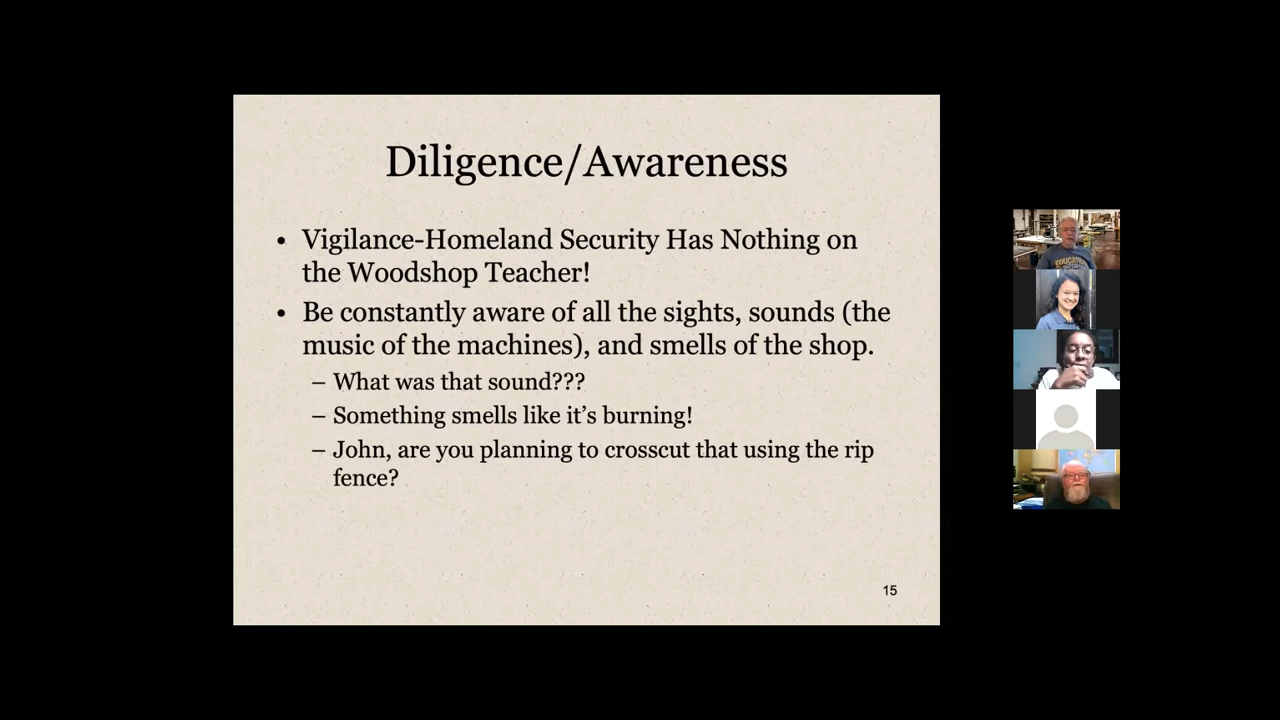 Diligence/Awareness
• Vigilance-Homeland Security Has Nothing on
the Woodshop Teacher!
• Be constantly aware of all the sights, sounds (the
music of the machines), and smells of the shop.
– What was that sound???
– Something smells like it’s burning!
– John, are you planning to crosscut that using the rip
fence?
15